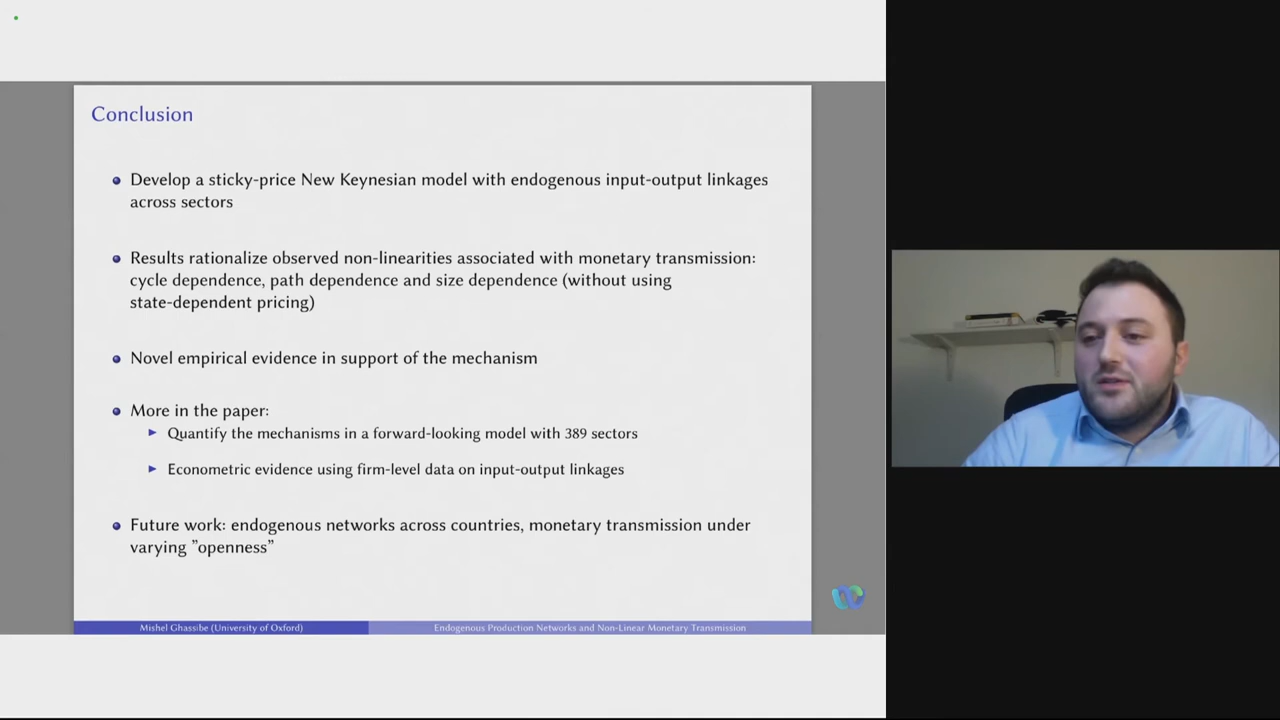 Conclusion
Develop a sticky-price New Keynesian model with endogenous input-output linkages
across sectors
Results rationalize observed non-linearities associated with monetary transmission:
cycle dependence, path dependence and size dependence (without using
state-dependent pricing)
Novel empirical evidence in support of the mechanism
More in the paper:
Quantify the mechanisms in a forward-looking model with 389 sectors
Econometric evidence using firm-level data on input-output linkages
Future work: endogenous networks across countries, monetary transmission under
varying ”openness”
Mishel Ghassibe (University of Oxford)
Endogenous Production Networks and Non-Linear Monetary Transmission